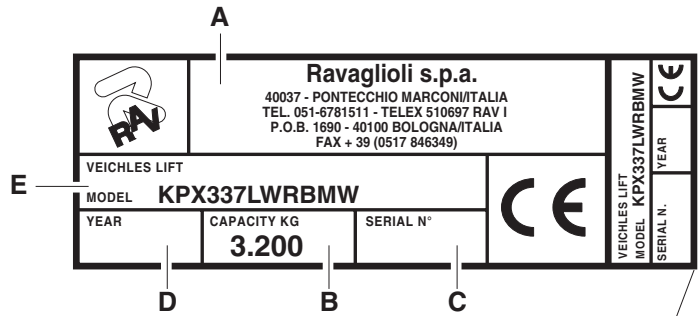 A
RAV
Ravaglioli s.p.a.
40037 - PONTECCHIO MARCONI/ITALIA
TEL. 051-6781511 - TELEX 510697 RAV I
P.O.B. 1690 - 40100 BOLOGNA/ITALIA
FAX + 39 (0517 846349)
E
VEICHLES LIFT
MODEL KPX337LWRBMW
CE
YEAR
CAPACITY KG
3.200
SERIAL N°
D
B
C
VEICHLES LIFT
MODEL KPX337LWRBMW
SERIAL N.
YEAR
CE